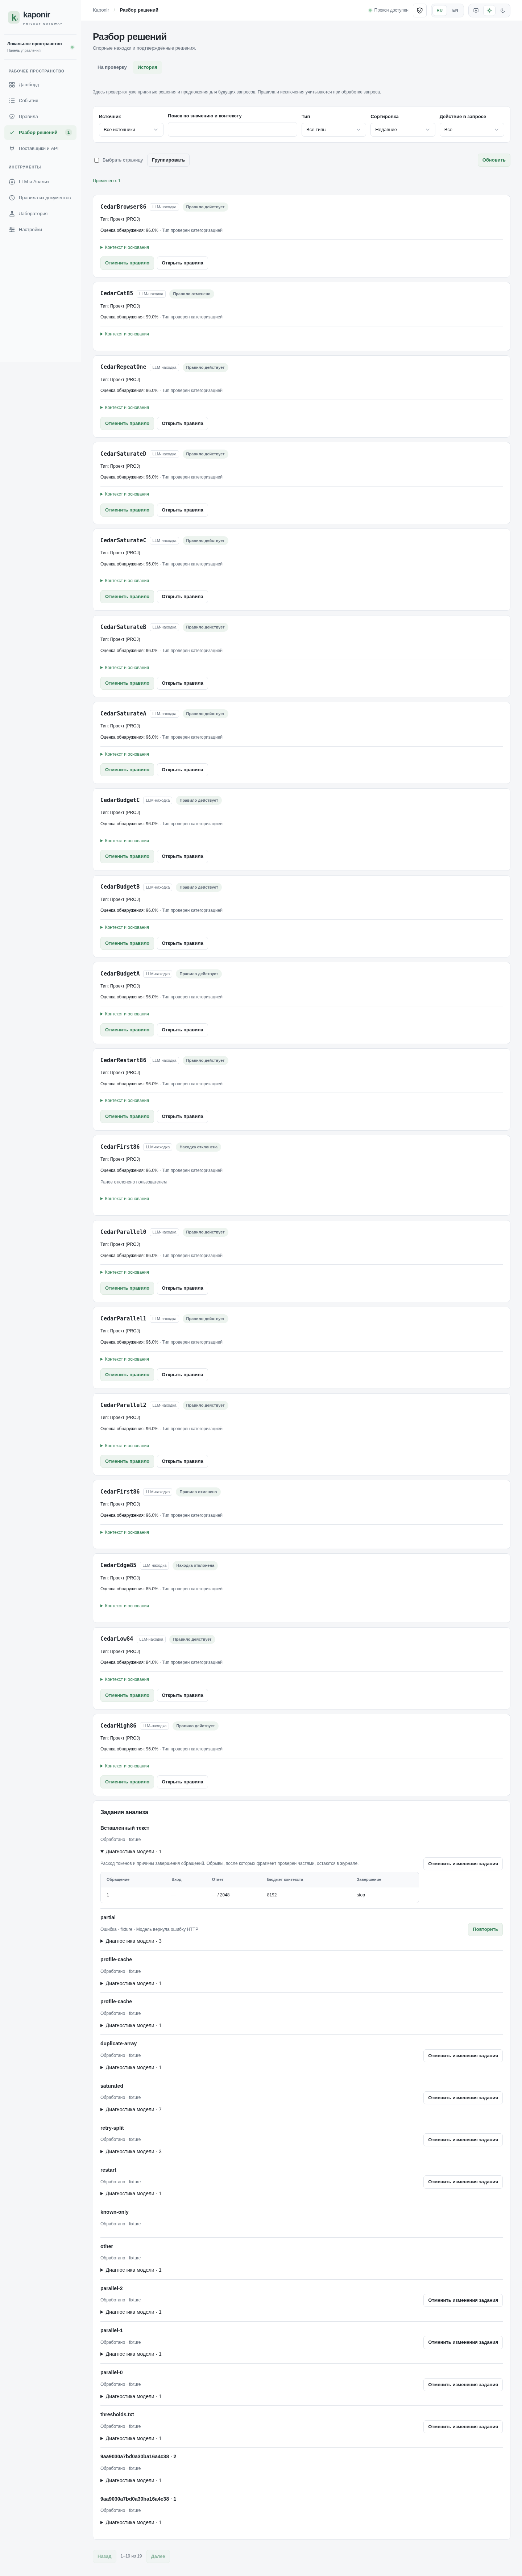 kaponir
PRIVACY GATEWAY
Локальное пространство
Панель управления
РАБОЧЕЕ ПРОСТРАНСТВО
Дашборд
События
Правила
Разбор решений 1
Поставщики и API
ИНСТРУМЕНТЫ
LLM и Анализ
Правила из документов
Лаборатория
Настройки
Kaponir / Разбор решений
Прокси доступен
RU EN
Разбор решений
Спорные находки и подтверждённые решения.
На проверку История
Здесь проверяют уже принятые решения и предложения для будущих запросов. Правила и исключения учитываются при обработке запроса.
Источник Поиск по значению и контексту Тип Сортировка Действие в запросе
Все источники Все типы Недавние Все
Выбрать страницу Группировать Обновить
Применено: 1
CedarBrowser86 LLM-находка Правило действует
Тип: Проект (PROJ)
Оценка обнаружения: 96.0% · Тип проверен категоризацией
Контекст и основания
Отменить правило Открыть правила
CedarCat85 LLM-находка Правило отменено
Тип: Проект (PROJ)
Оценка обнаружения: 99.0% · Тип проверен категоризацией
Контекст и основания
CedarRepeatOne LLM-находка Правило действует
Тип: Проект (PROJ)
Оценка обнаружения: 96.0% · Тип проверен категоризацией
Контекст и основания
Отменить правило Открыть правила
CedarSaturateD LLM-находка Правило действует
Тип: Проект (PROJ)
Оценка обнаружения: 96.0% · Тип проверен категоризацией
Контекст и основания
Отменить правило Открыть правила
CedarSaturateC LLM-находка Правило действует
Тип: Проект (PROJ)
Оценка обнаружения: 96.0% · Тип проверен категоризацией
Контекст и основания
Отменить правило Открыть правила
CedarSaturateB LLM-находка Правило действует
Тип: Проект (PROJ)
Оценка обнаружения: 96.0% · Тип проверен категоризацией
Контекст и основания
Отменить правило Открыть правила
CedarSaturateA LLM-находка Правило действует
Тип: Проект (PROJ)
Оценка обнаружения: 96.0% · Тип проверен категоризацией
Контекст и основания
Отменить правило Открыть правила
CedarBudgetC LLM-находка Правило действует
Тип: Проект (PROJ)
Оценка обнаружения: 96.0% · Тип проверен категоризацией
Контекст и основания
Отменить правило Открыть правила
CedarBudgetB LLM-находка Правило действует
Тип: Проект (PROJ)
Оценка обнаружения: 96.0% · Тип проверен категоризацией
Контекст и основания
Отменить правило Открыть правила
CedarBudgetA LLM-находка Правило действует
Тип: Проект (PROJ)
Оценка обнаружения: 96.0% · Тип проверен категоризацией
Контекст и основания
Отменить правило Открыть правила
CedarRestart86 LLM-находка Правило действует
Тип: Проект (PROJ)
Оценка обнаружения: 96.0% · Тип проверен категоризацией
Контекст и основания
Отменить правило Открыть правила
CedarFirst86 LLM-находка Находка отклонена
Тип: Проект (PROJ)
Оценка обнаружения: 96.0% · Тип проверен категоризацией
Ранее отклонено пользователем
Контекст и основания
CedarParallel0 LLM-находка Правило действует
Тип: Проект (PROJ)
Оценка обнаружения: 96.0% · Тип проверен категоризацией
Контекст и основания
Отменить правило Открыть правила
CedarParallel1 LLM-находка Правило действует
Тип: Проект (PROJ)
Оценка обнаружения: 96.0% · Тип проверен категоризацией
Контекст и основания
Отменить правило Открыть правила
CedarParallel2 LLM-находка Правило действует
Тип: Проект (PROJ)
Оценка обнаружения: 96.0% · Тип проверен категоризацией
Контекст и основания
Отменить правило Открыть правила
CedarFirst86 LLM-находка Правило отменено
Тип: Проект (PROJ)
Оценка обнаружения: 96.0% · Тип проверен категоризацией
Контекст и основания
CedarEdge85 LLM-находка Находка отклонена
Тип: Проект (PROJ)
Оценка обнаружения: 85.0% · Тип проверен категоризацией
Контекст и основания
CedarLow84 LLM-находка Правило действует
Тип: Проект (PROJ)
Оценка обнаружения: 84.0% · Тип проверен категоризацией
Контекст и основания
Отменить правило Открыть правила
CedarHigh86 LLM-находка Правило действует
Тип: Проект (PROJ)
Оценка обнаружения: 86.0% · Тип проверен категоризацией
Контекст и основания
Отменить правило Открыть правила
Задания анализа
Вставленный текст
Обработано · fixture
Диагностика модели · 1
Расход токенов и причины завершения обращений. Обрывы, после которых фрагмент проверен частями, остаются в журнале.
Отменить изменения задания
Обращение Вход Ответ Бюджет контекста Завершение
1 — — / 2048 8192 stop
partial
Ошибка · fixture · Модель вернула ошибку HTTP
Повторить
Диагностика модели · 3
profile-cache
Обработано · fixture
Диагностика модели · 1
profile-cache
Обработано · fixture
Диагностика модели · 1
duplicate-array
Обработано · fixture
Отменить изменения задания
Диагностика модели · 1
saturated
Обработано · fixture
Отменить изменения задания
Диагностика модели · 7
retry-split
Обработано · fixture
Отменить изменения задания
Диагностика модели · 3
restart
Обработано · fixture
Отменить изменения задания
Диагностика модели · 1
known-only
Обработано · fixture
other
Обработано · fixture
Диагностика модели · 1
parallel-2
Обработано · fixture
Отменить изменения задания
Диагностика модели · 1
parallel-1
Обработано · fixture
Отменить изменения задания
Диагностика модели · 1
parallel-0
Обработано · fixture
Отменить изменения задания
Диагностика модели · 1
thresholds.txt
Обработано · fixture
Отменить изменения задания
Диагностика модели · 1
9aa9030a7bd0a30ba16a4c38 · 2
Обработано · fixture
Диагностика модели · 1
9aa9030a7bd0a30ba16a4c38 · 1
Обработано · fixture
Диагностика модели · 1
Назад 1–19 из 19 Далее